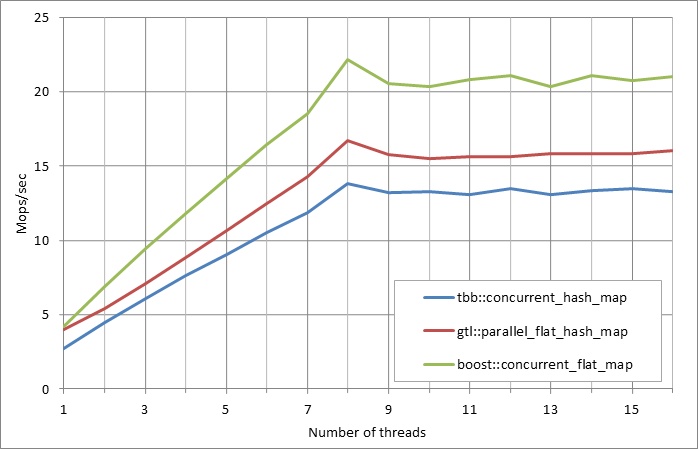 25
20
15
10
5
0
Mops/sec
1 3 5 7 9 11 13 15
Number of threads
tbb::concurrent_hash_map
gtl::parallel_flat_hash_map
boost::concurrent_flat_map